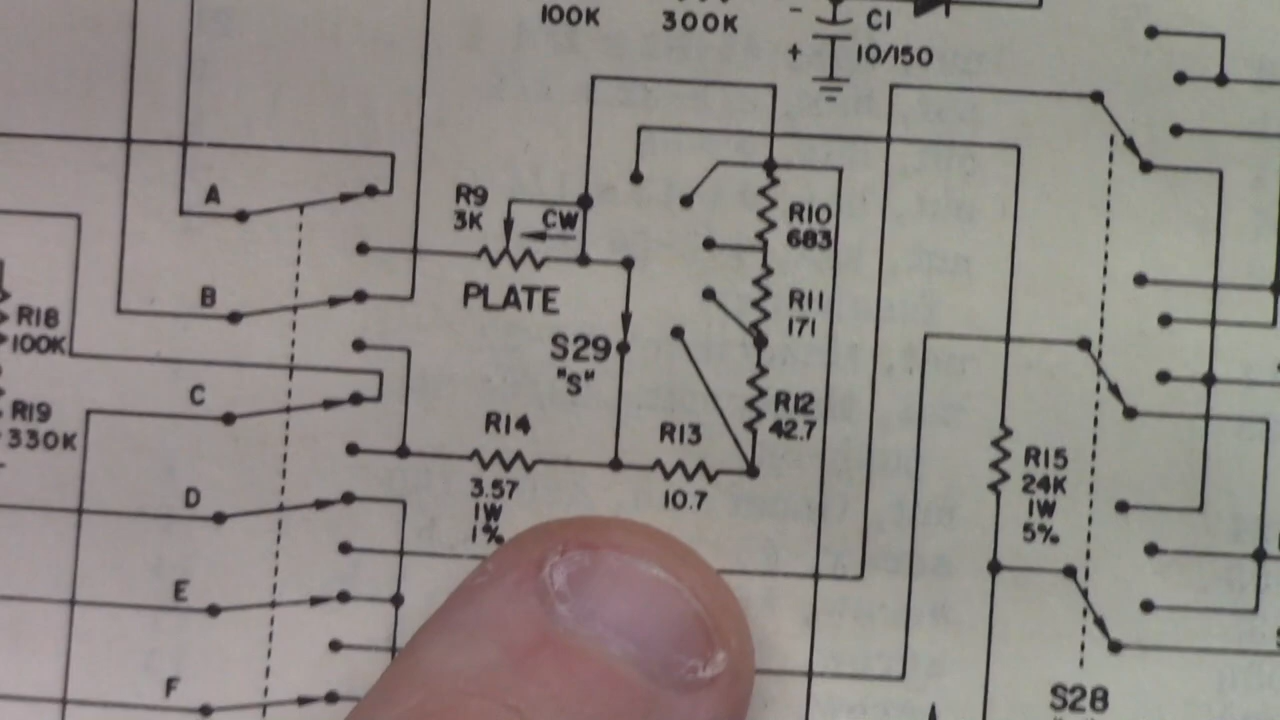 100K
300K
-
C1
+
10/150
A
R9
3K
CW
R10
683
B
PLATE
R11
171
R18
100K
S29
"S"
C
R12
42.7
R19
330K
R14
R13
D
3.57
1W
1%
10.7
R15
24K
1W
5%
E
F
S28